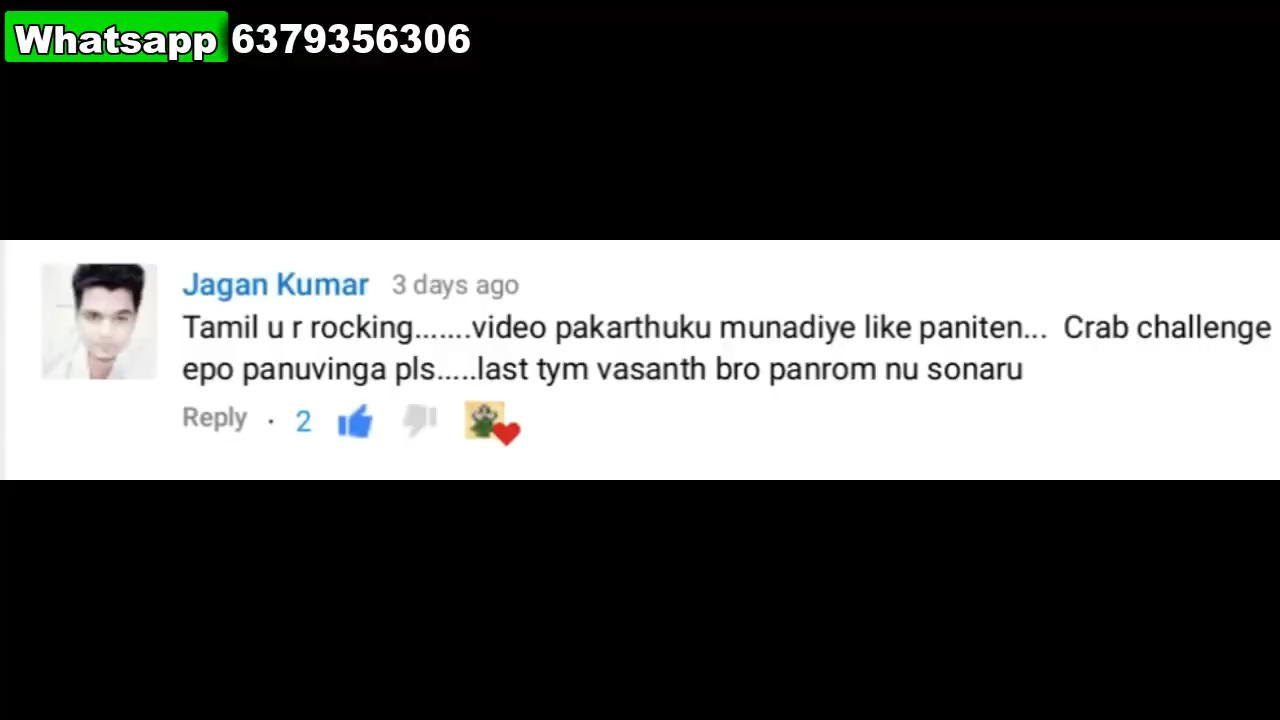 Whatsapp 6379356306
Jagan Kumar 3 days ago
Tamil u r rocking.......video pakarthuku munadiye like paniten... Crab challenge
epo panuvinga pls.....last tym vasanth bro panrom nu sonaru
Reply · 2